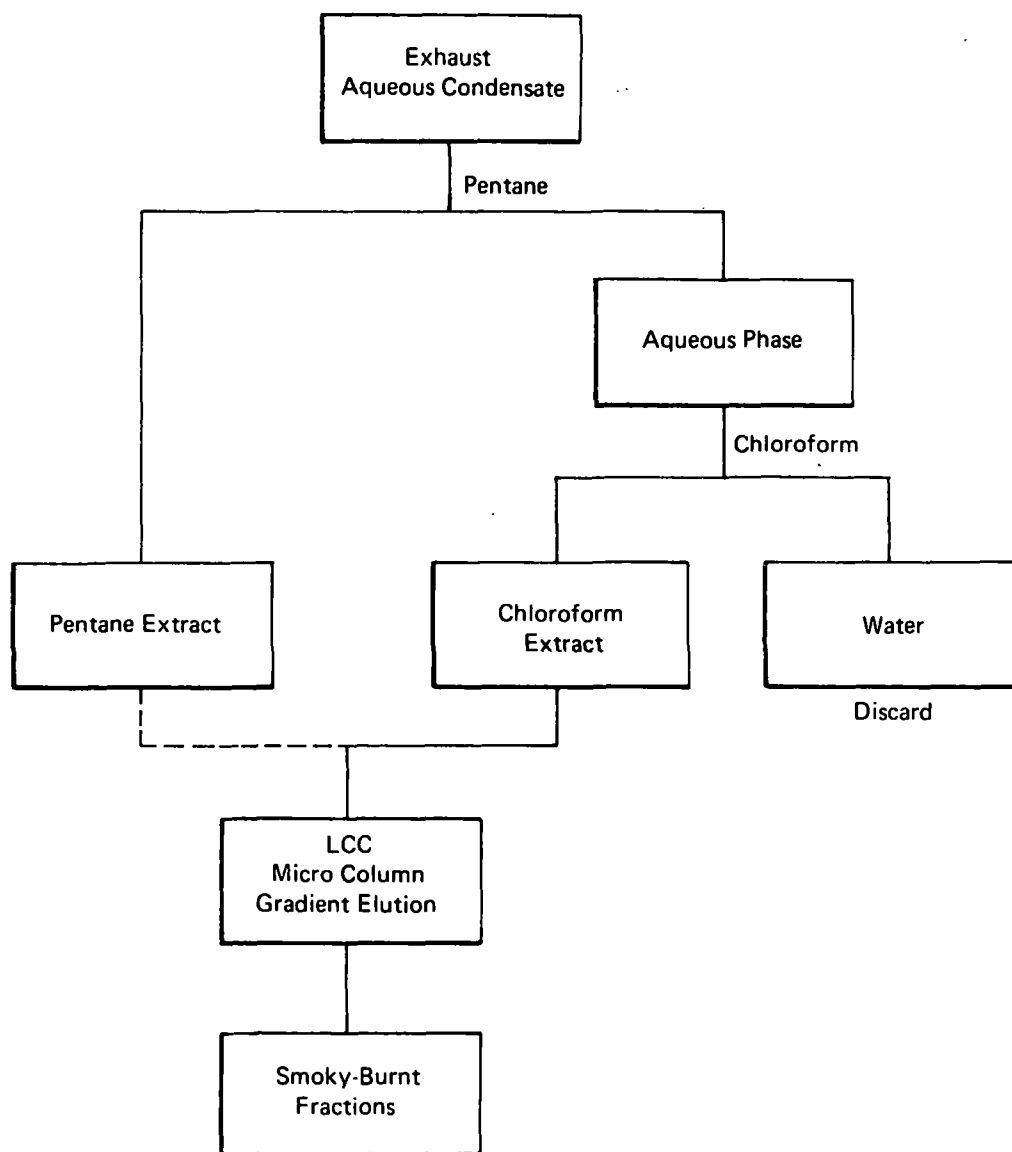 Exhaust
Aqueous Condensate
Pentane
Aqueous Phase
Chloroform
Pentane Extract
Chloroform
Extract
Water
Discard
LCC
Micro Column
Gradient Elution
Smoky-Burnt
Fractions